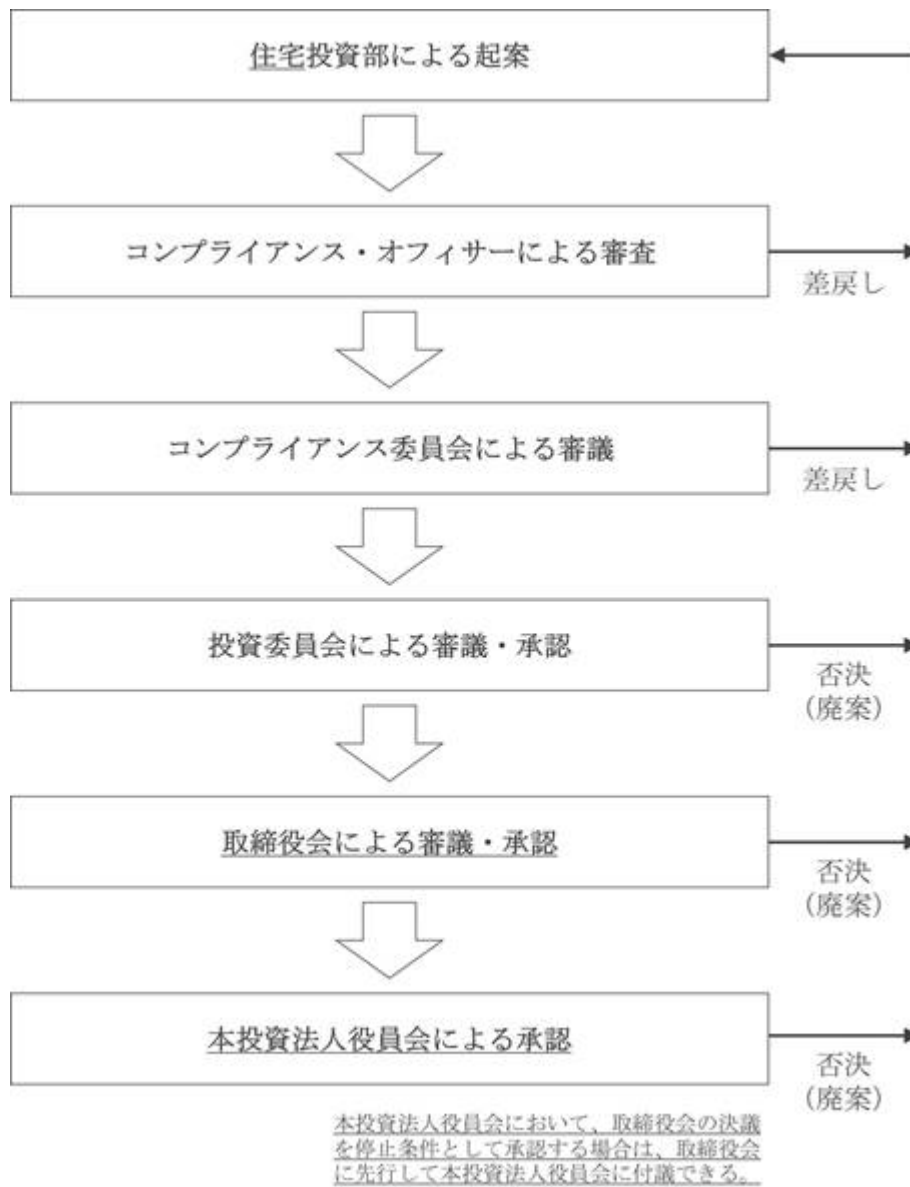 住宅投資部による起案
コンプライアンス・オフィサーによる審査
差戻し
コンプライアンス委員会による審議
差戻し
投資委員会による審議・承認
否決
（廃案）
取締役会による審議・承認
否決
（廃案）
本投資法人役員会による承認
否決
（廃案）
本投資法人役員会において、取締役会の決議
を停止条件として承認する場合は、取締役会
に先行して本投資法人役員会に付議できる。